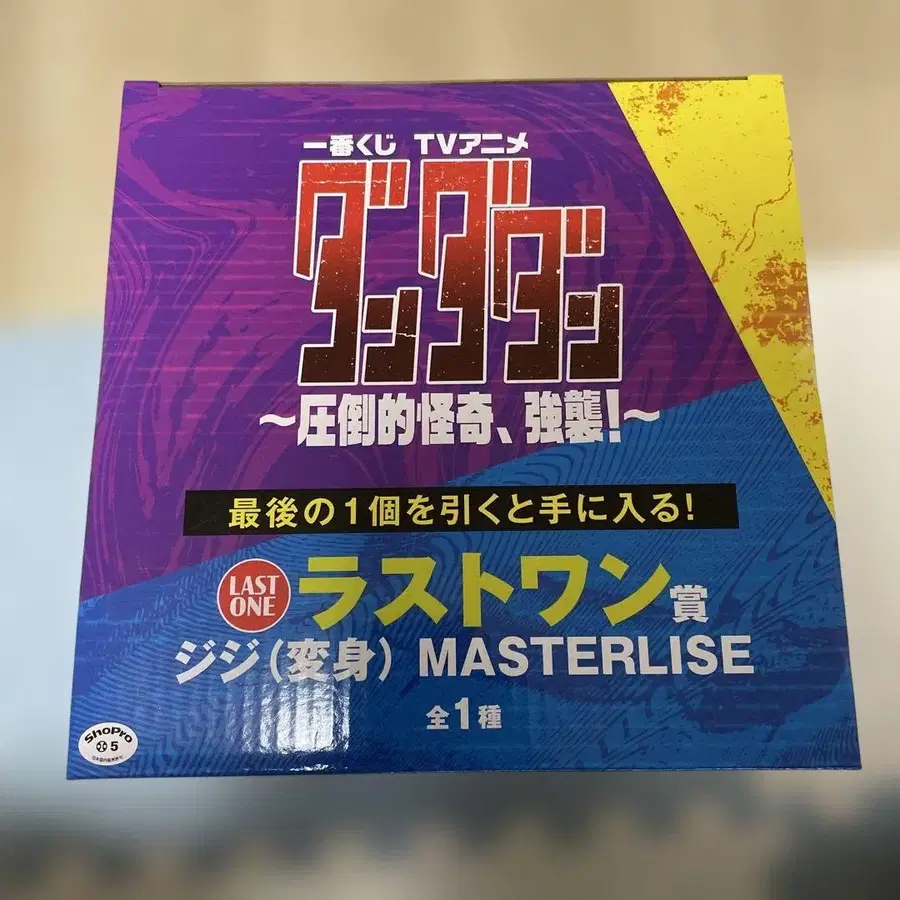 一番くじ TVアニメ
ダンダダン
～圧倒的怪奇、強襲!～
最後の1個を引くと手に入る!
LAST ONE ラストワン賞
ジジ(変身) MASTERLISE
全1種
ShoPro
5